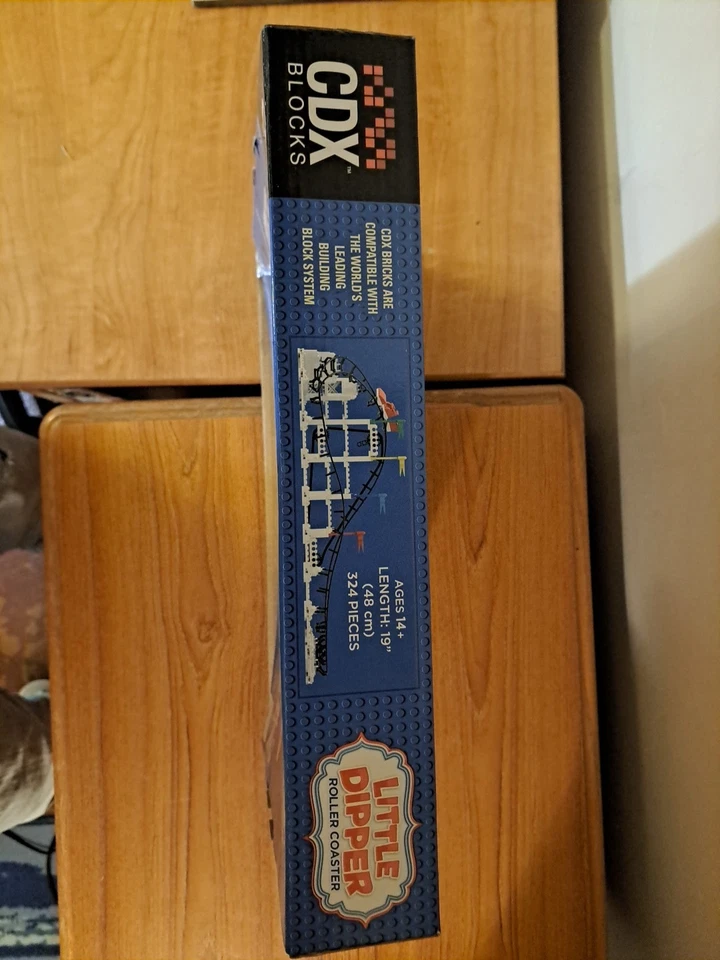 CDX™
BLOCKS
CDX BRICKS ARE
COMPATIBLE WITH
THE WORLD'S
LEADING
BUILDING
BLOCK SYSTEM
AGES 14+
LENGTH: 19"
(48 cm)
324 PIECES
LITTLE
DIPPER
ROLLER COASTER